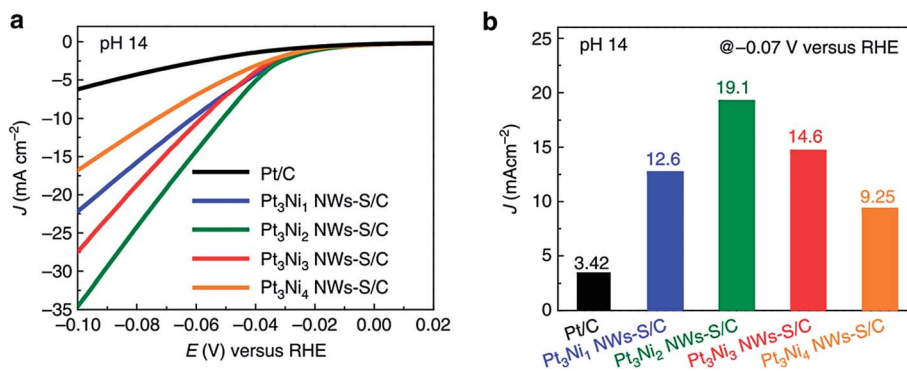 a
pH 14
0
−5
−10
−15
−20
−25
−30
−35
J (mA cm⁻²)
Pt/C
Pt₃Ni₁ NWs-S/C
Pt₃Ni₂ NWs-S/C
Pt₃Ni₃ NWs-S/C
Pt₃Ni₄ NWs-S/C
−0.10 −0.08 −0.06 −0.04 −0.02 0.00 0.02
E (V) versus RHE
b
pH 14 @−0.07 V versus RHE
25
20
15
10
5
0
J (mAcm⁻²)
3.42
12.6
19.1
14.6
9.25
Pt/C
Pt₃Ni₁ NWs-S/C
Pt₃Ni₂ NWs-S/C
Pt₃Ni₃ NWs-S/C
Pt₃Ni₄ NWs-S/C